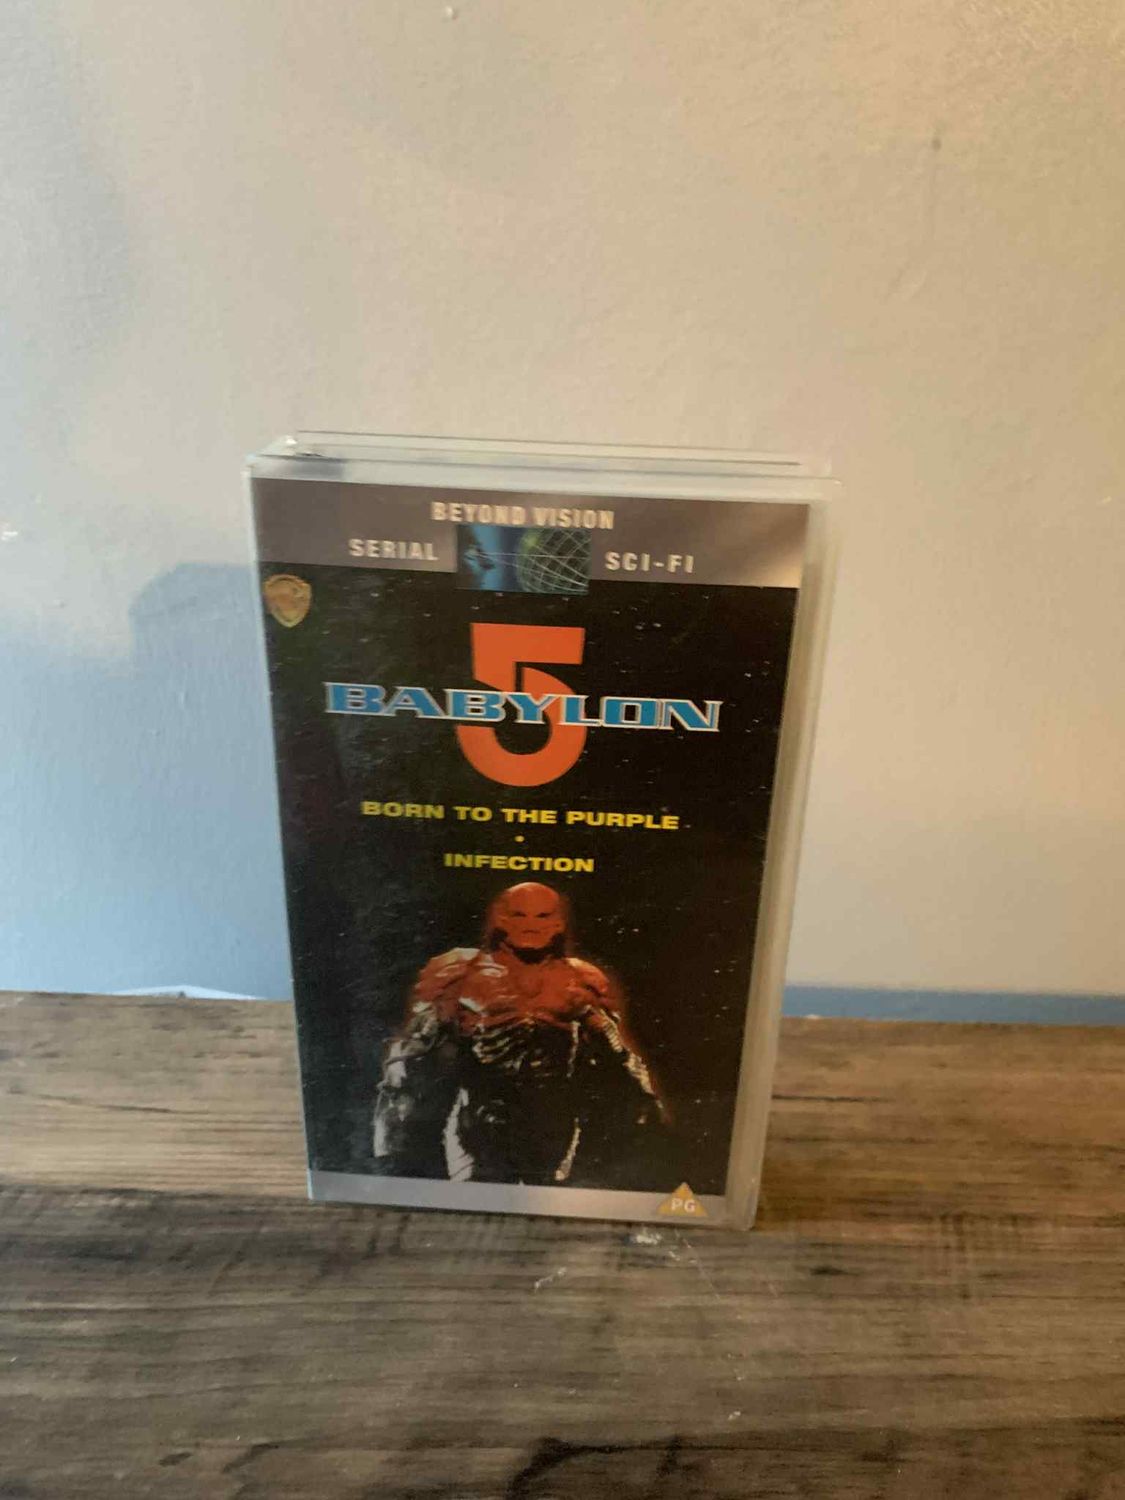 BEYOND VISION
SERIAL SCI-FI
5
BABYLON
BORN TO THE PURPLE
•
INFECTION
PG